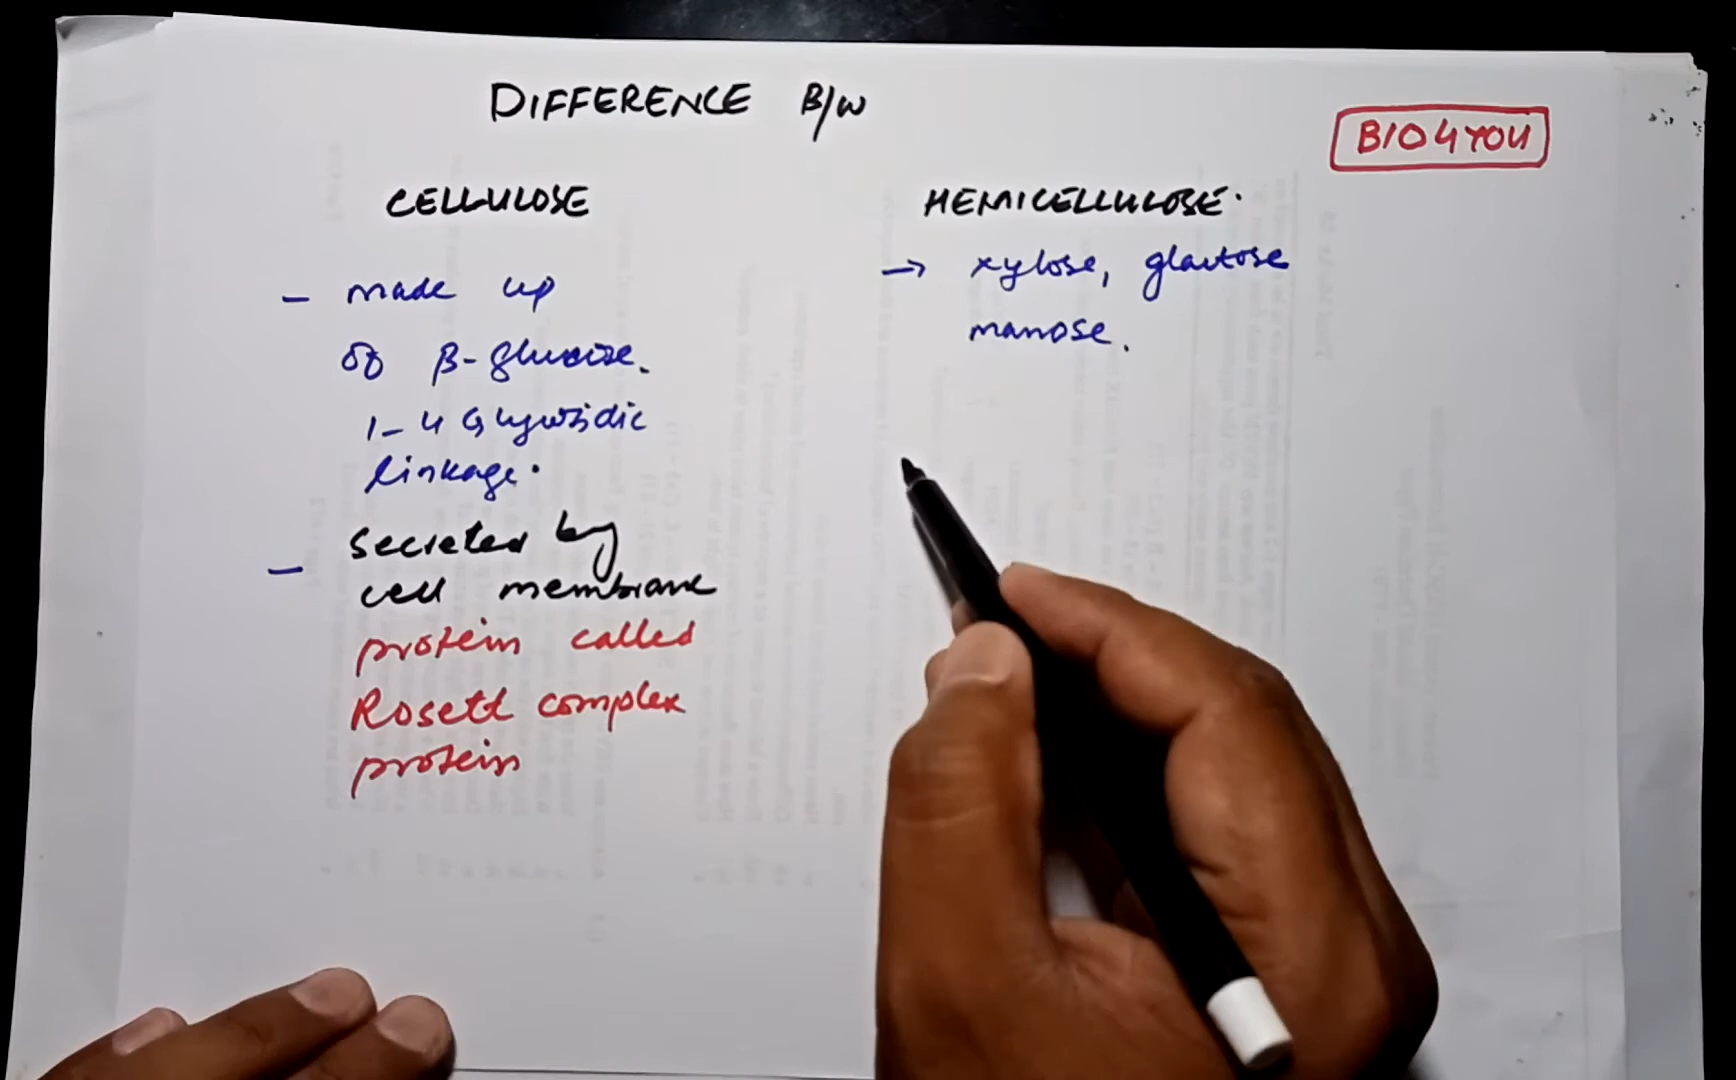 DIFFERENCE B/W
BIO4YOU
CELLULOSE
- made up
of β-glucose.
1-4 Glycosidic
linkage.
- secreted by
cell membrane
protein called
Rosett complex
protein
HEMICELLULOSE.
→ xylose, glactose
manose.